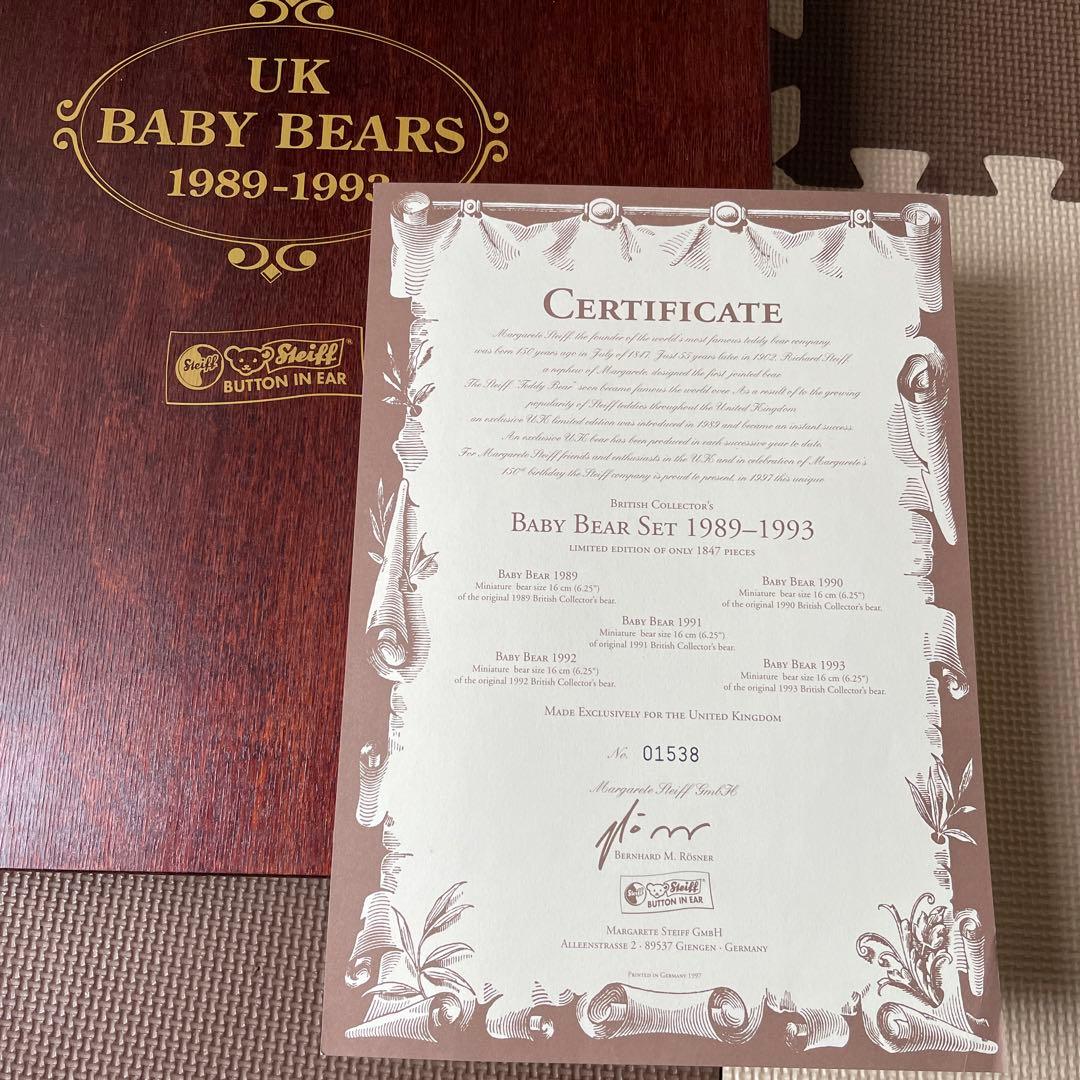 UK
BABY BEARS
1989-1993
Steiff
Steiff®
BUTTON IN EAR
CERTIFICATE
Margarete Steiff, the founder of the world's most famous teddy bear company,
was born 150 years ago in July of 1847. Just 55 years later in 1902, Richard Steiff,
a nephew of Margarete, designed the first jointed bear.
The Steiff "Teddy Bear" soon became famous the world over. As a result of to the growing
popularity of Steiff teddies throughout the United Kingdom
an exclusive U.K. limited edition was introduced in 1989 and became an instant success.
An exclusive U.K. bear has been produced in each successive year to date.
For Margarete Steiff friends and enthusiasts in the U.K. and in celebration of Margarete's
150th birthday the Steiff company is proud to present, in 1997 this unique
BRITISH COLLECTOR'S
BABY BEAR SET 1989–1993
LIMITED EDITION OF ONLY 1847 PIECES
BABY BEAR 1989
Miniature bear size 16 cm (6.25")
of the original 1989 British Collector's bear.
BABY BEAR 1990
Miniature bear size 16 cm (6.25")
of the original 1990 British Collector's bear.
BABY BEAR 1991
Miniature bear size 16 cm (6.25")
of original 1991 British Collector's bear.
BABY BEAR 1992
Miniature bear size 16 cm (6.25")
of the original 1992 British Collector's bear.
BABY BEAR 1993
Miniature bear size 16 cm (6.25")
of the original 1993 British Collector's bear.
MADE EXCLUSIVELY FOR THE UNITED KINGDOM
No. 01538
Margarete Steiff GmbH
BERNHARD M. RÖSNER
Steiff
Steiff®
BUTTON IN EAR
MARGARETE STEIFF GMBH
ALLEENSTRASSE 2 · 89537 GIENGEN · GERMANY
PRINTED IN GERMANY 1997